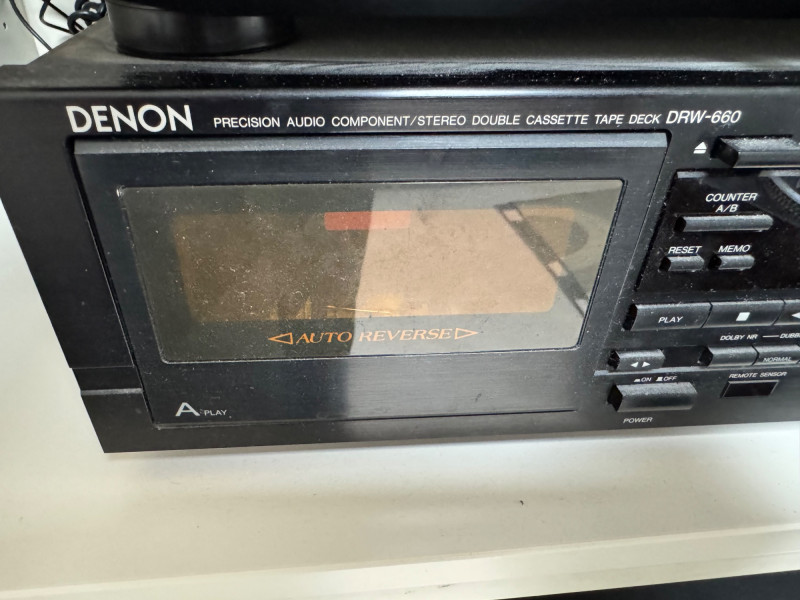 DENON PRECISION AUDIO COMPONENT/STEREO DOUBLE CASSETTE TAPE DECK DRW-660
COUNTER
A/B
RESET MEMO
PLAY
AUTO REVERSE
DOLBY NR
NORMAL
ON OFF
REMOTE SENSOR
A PLAY
POWER